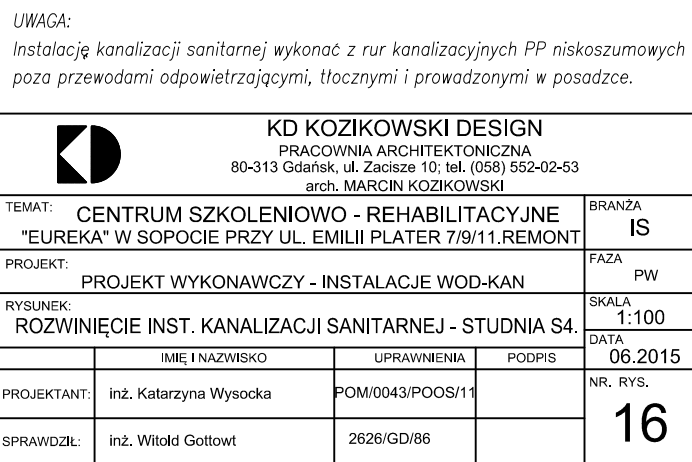 UWAGA:
Instalację kanalizacji sanitarnej wykonać z rur kanalizacyjnych PP niskoszumowych
poza przewodami odpowietrzającymi, tłocznymi i prowadzonymi w posadzce.
KD KOZIKOWSKI DESIGN
PRACOWNIA ARCHITEKTONICZNA
80-313 Gdańsk, ul. Zacisze 10; tel. (058) 552-02-53
arch. MARCIN KOZIKOWSKI
TEMAT: CENTRUM SZKOLENIOWO - REHABILITACYJNE
"EUREKA" W SOPOCIE PRZY UL. EMILII PLATER 7/9/11.REMONT
BRANŻA
IS
PROJEKT:
PROJEKT WYKONAWCZY - INSTALACJE WOD-KAN
FAZA
PW
RYSUNEK:
ROZWINIĘCIE INST. KANALIZACJI SANITARNEJ - STUDNIA S4.
SKALA
1:100
DATA
06.2015
IMIĘ I NAZWISKO UPRAWNIENIA PODPIS
PROJEKTANT: inż. Katarzyna Wysocka POM/0043/POOS/11
SPRAWDZIŁ: inż. Witold Gottowt 2626/GD/86
NR. RYS.
16